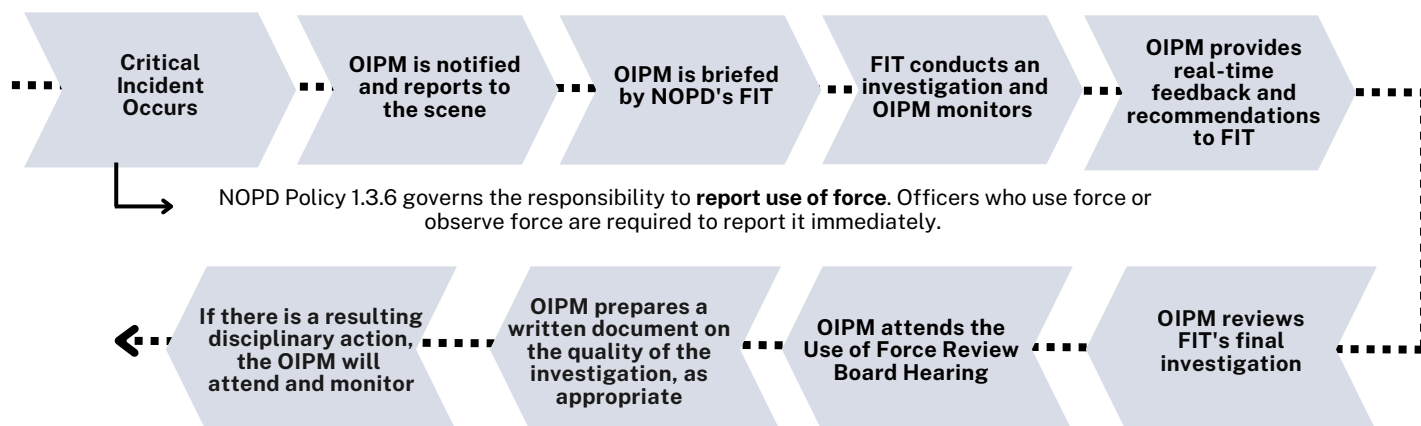 Critical
Incident
Occurs
OIPM is notified
and reports to
the scene
OIPM is briefed
by NOPD's FIT
FIT conducts an
investigation and
OIPM monitors
OIPM provides
real-time
feedback and
recommendations
to FIT
NOPD Policy 1.3.6 governs the responsibility to report use of force. Officers who use force or
observe force are required to report it immediately.
OIPM reviews
FIT's final
investigation
OIPM attends the
Use of Force Review
Board Hearing
OIPM prepares a
written document on
the quality of the
investigation, as
appropriate
If there is a resulting
disciplinary action,
the OIPM will
attend and monitor